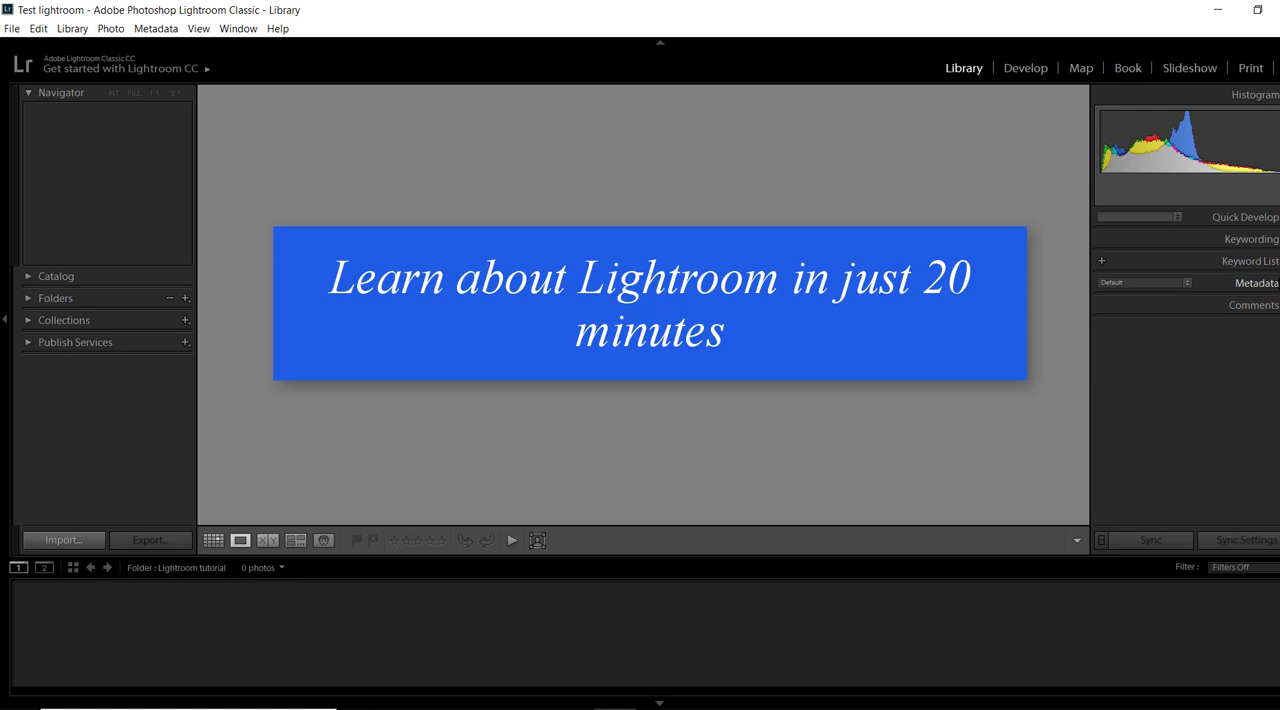 Test lightroom - Adobe Photoshop Lightroom Classic - Library
File Edit Library Photo Metadata View Window Help
Lr
Adobe Lightroom Classic CC
Get started with Lightroom CC
Library Develop Map Book Slideshow Print
Navigator FIT FILL 1:1 3:1
Histogram
Quick Develop
Keywording
Keyword List
Default Metadata
Comments
Catalog
Folders
Collections
Publish Services
Learn about Lightroom in just 20
minutes
Import... Export...
X Y
Sync Sync Settings
1 2 Folder : Lightroom tutorial 0 photos
Filter : Filters Off